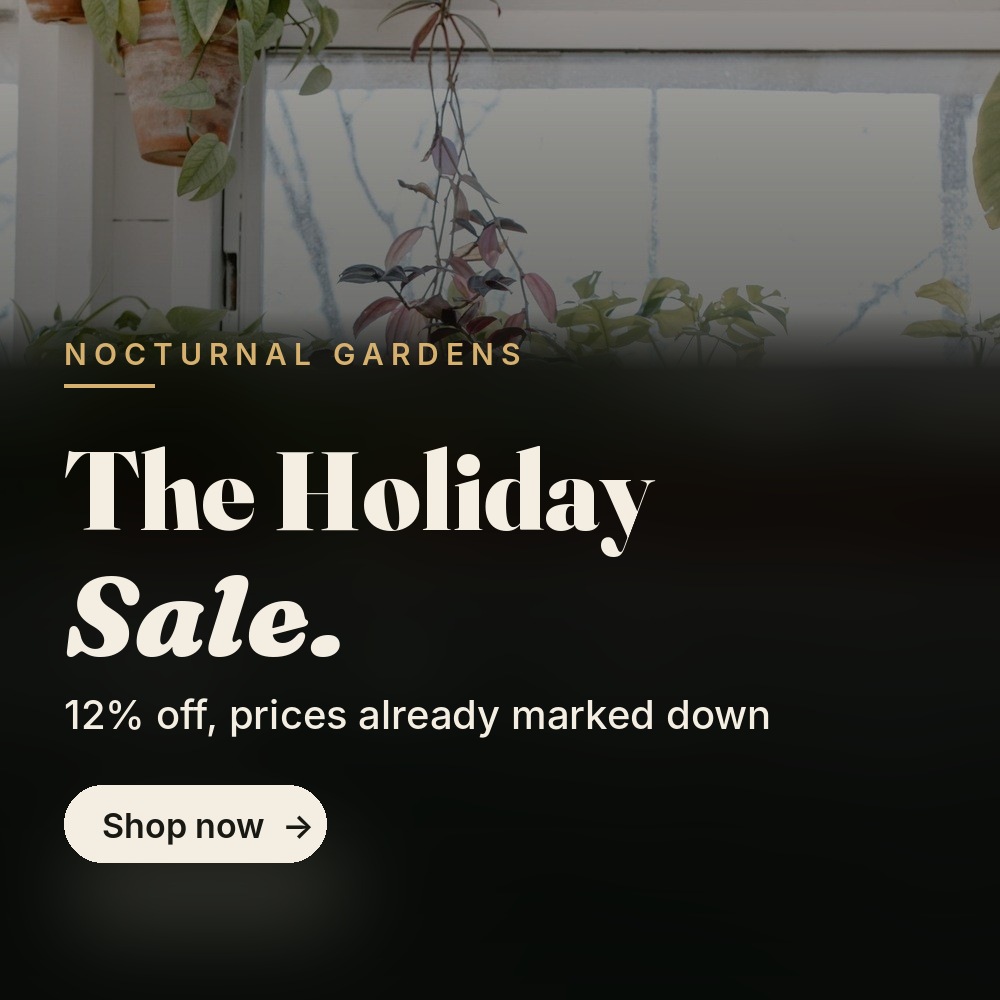 NOCTURNAL GARDENS
The Holiday
Sale.
12% off, prices already marked down
Shop now →